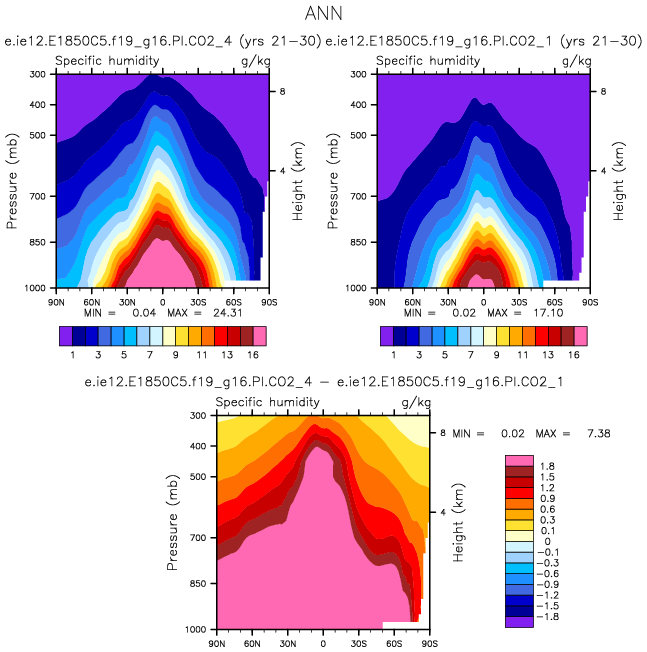 ANN
e.ie12.E1850C5.f19_g16.PI.CO2_4 (yrs 21-30) e.ie12.E1850C5.f19_g16.PI.CO2_1 (yrs 21-30)
Specific humidity g/kg Specific humidity g/kg
300 8 300 8
400 400
500 500
4 4
700 700
850 850
1000 1000
Pressure (mb) Height (km) Pressure (mb) Height (km)
90N 60N 30N 0 30S 60S 90S 90N 60N 30N 0 30S 60S 90S
MIN = 0.04 MAX = 24.31 MIN = 0.02 MAX = 17.10
1 3 5 7 9 11 13 16 1 3 5 7 9 11 13 16
e.ie12.E1850C5.f19_g16.PI.CO2_4 - e.ie12.E1850C5.f19_g16.PI.CO2_1
Specific humidity g/kg
300
8 MIN = 0.02 MAX = 7.38
400
500
4
700
850
1000
Pressure (mb) Height (km)
90N 60N 30N 0 30S 60S 90S
1.8
1.5
1.2
0.9
0.6
0.3
0.1
0
-0.1
-0.3
-0.6
-0.9
-1.2
-1.5
-1.8